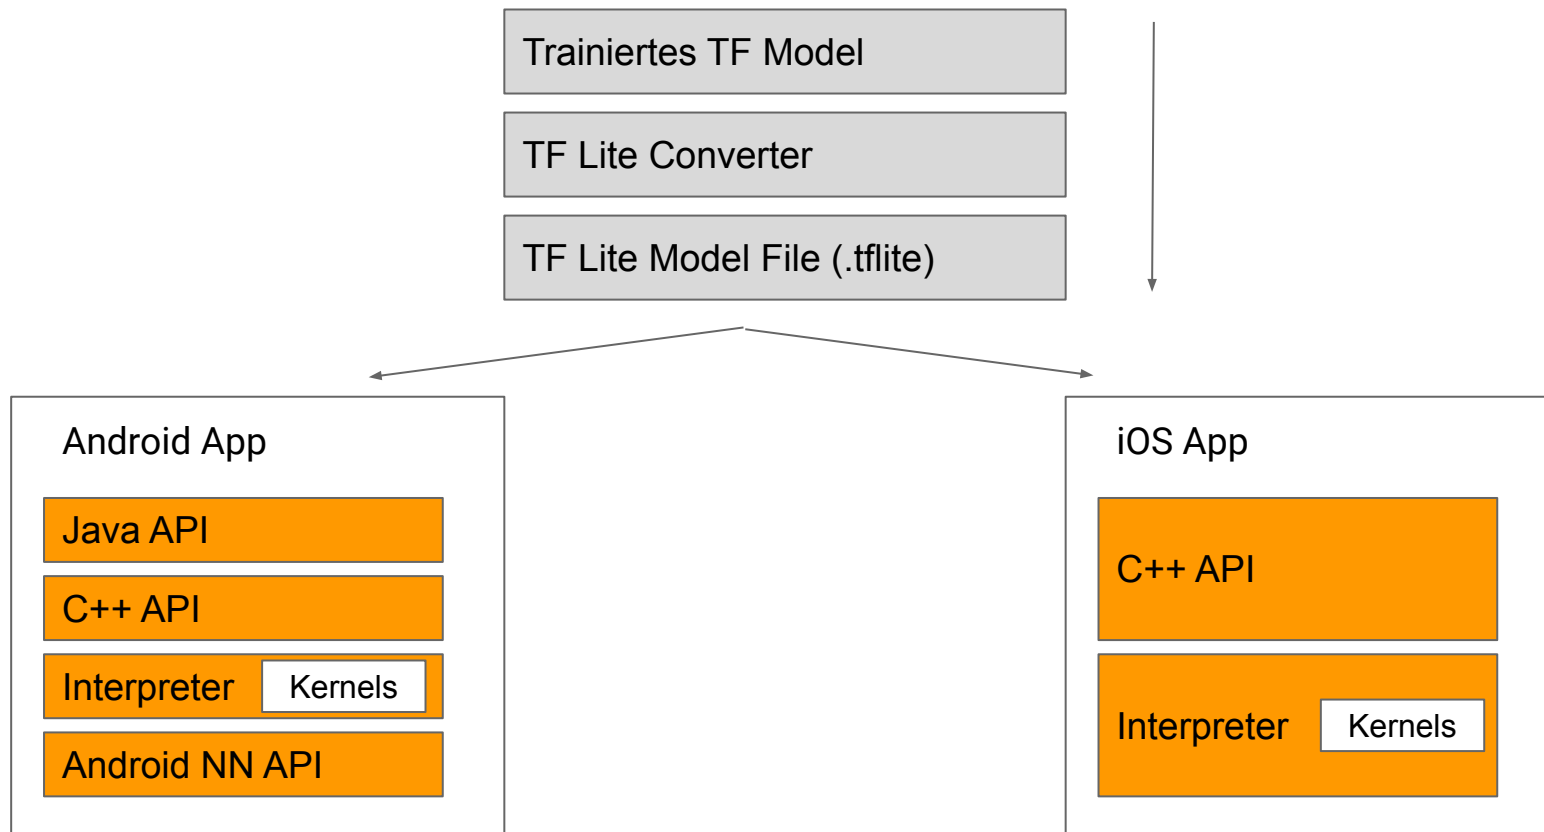 Trainiertes TF Model
TF Lite Converter
TF Lite Model File (.tflite)
Android App
Java API
C++ API
Interpreter
Kernels
Android NN API
iOS App
C++ API
Interpreter
Kernels